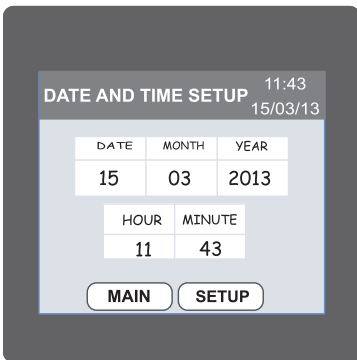 11:43
DATE AND TIME SETUP
15/03/13
DATE MONTH YEAR
15 03 2013
HOUR MINUTE
11 43
MAIN SETUP